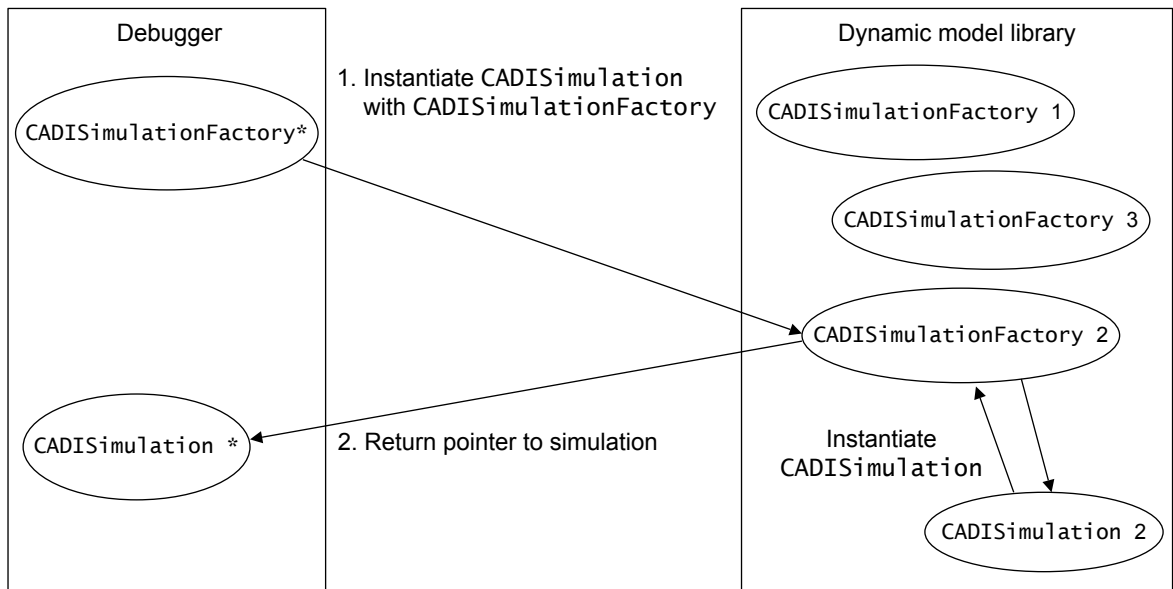 Debugger
Dynamic model library
CADISimulationFactory*
1. Instantiate CADISimulation
with CADISimulationFactory
CADISimulationFactory 1
CADISimulationFactory 3
CADISimulationFactory 2
CADISimulation *
2. Return pointer to simulation
Instantiate
CADISimulation
CADISimulation 2